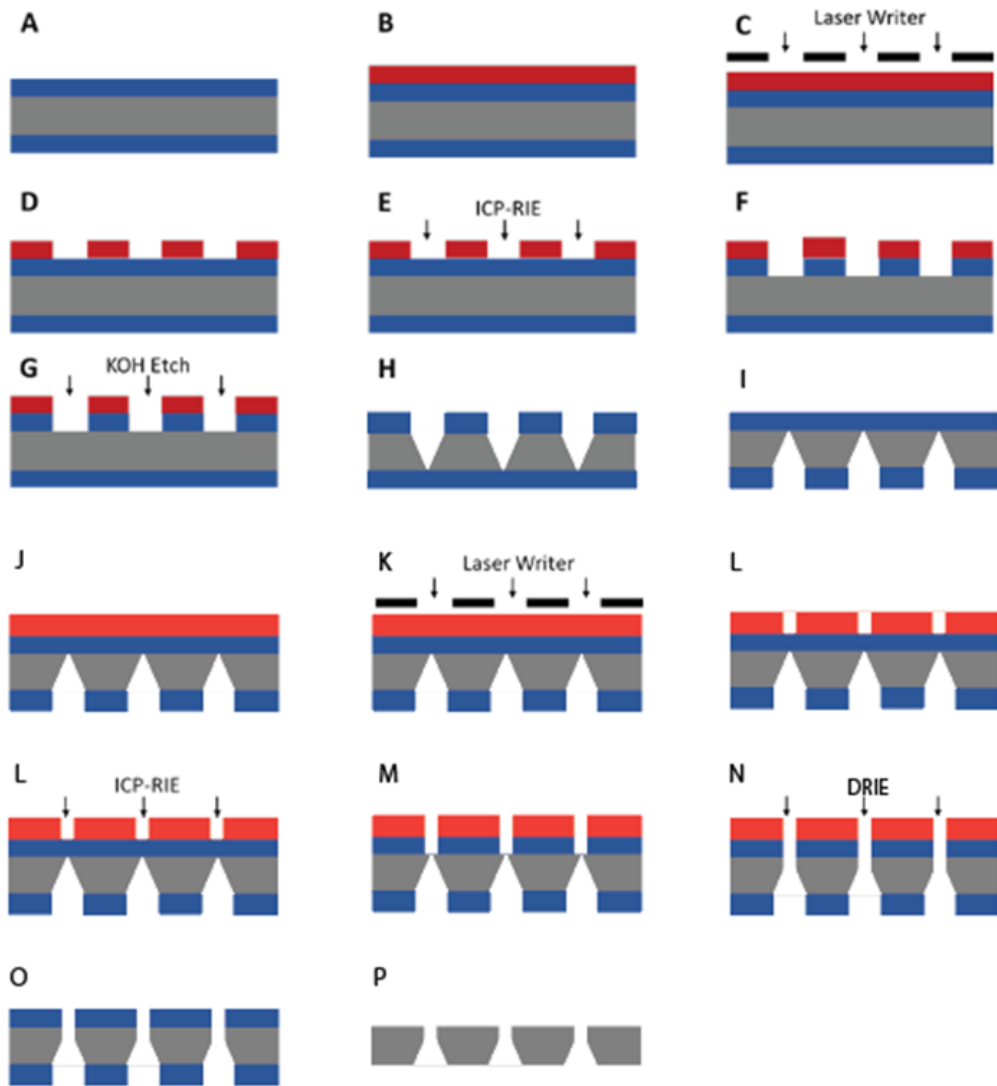 A
B
C
Laser Writer
D
E
ICP-RIE
F
G
KOH Etch
H
I
J
K
Laser Writer
L
L
ICP-RIE
M
N
DRIE
O
P